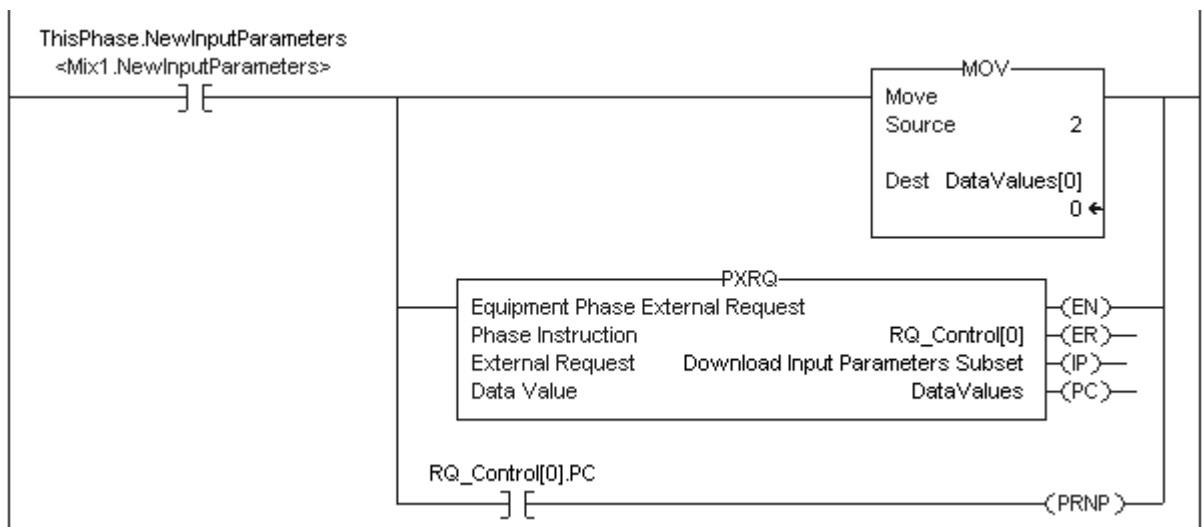 ThisPhase.NewInputParameters
<Mix1.NewInputParameters>
MOV
Move
Source 2
Dest DataValues[0]
0
PXRQ
Equipment Phase External Request (EN)
Phase Instruction RQ_Control[0] (ER)
External Request Download Input Parameters Subset (IP)
Data Value DataValues (PC)
RQ_Control[0].PC
(PRNP)